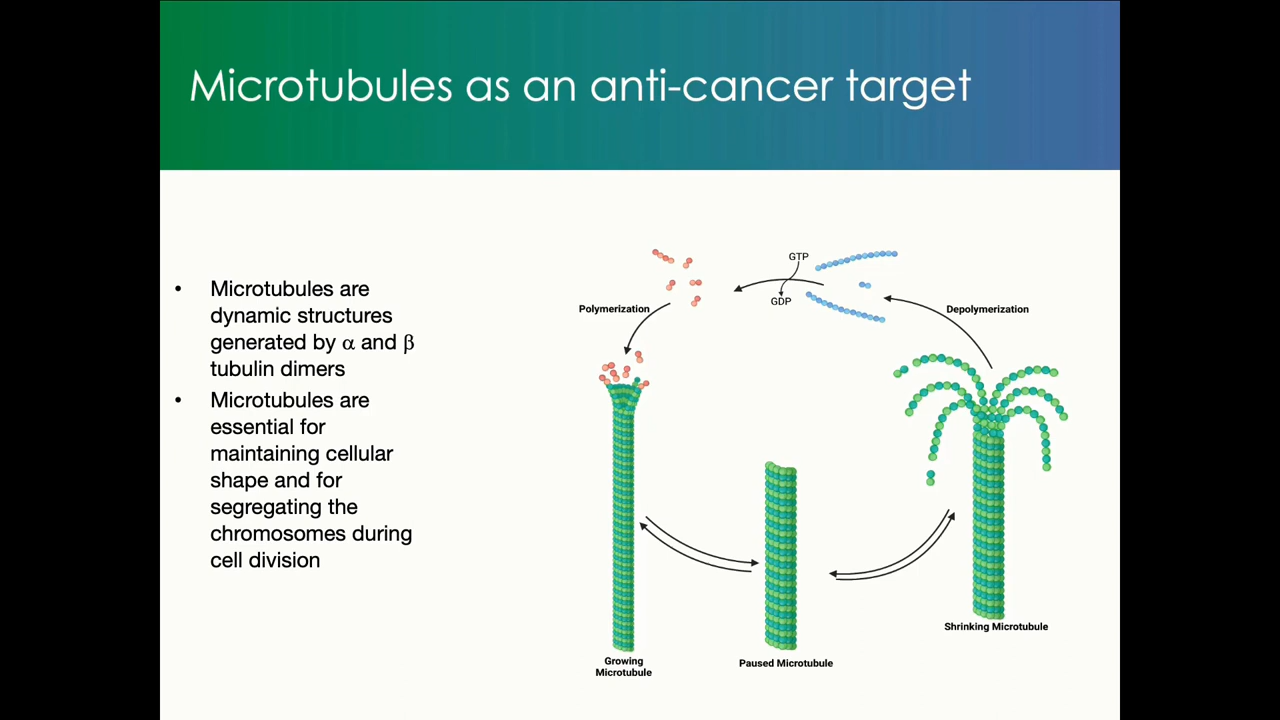 Microtubules as an anti-cancer target
• Microtubules are
dynamic structures
generated by α and β
tubulin dimers
• Microtubules are
essential for
maintaining cellular
shape and for
segregating the
chromosomes during
cell division
GTP
GDP
Polymerization
Depolymerization
Growing
Microtubule
Paused Microtubule
Shrinking Microtubule